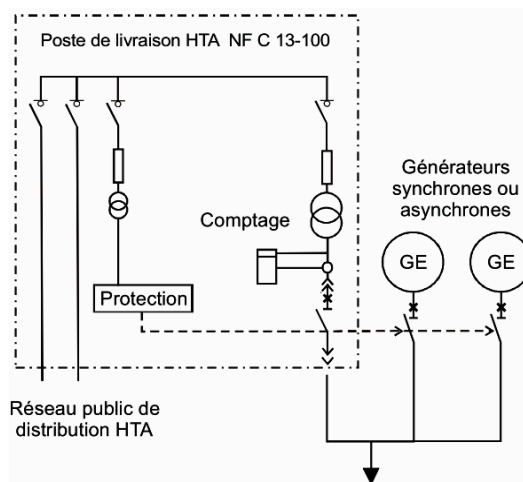 Poste de livraison HTA NF C 13-100
Générateurs
synchrones ou
asynchrones
Comptage
GE
GE
Protection
Réseau public de
distribution HTA